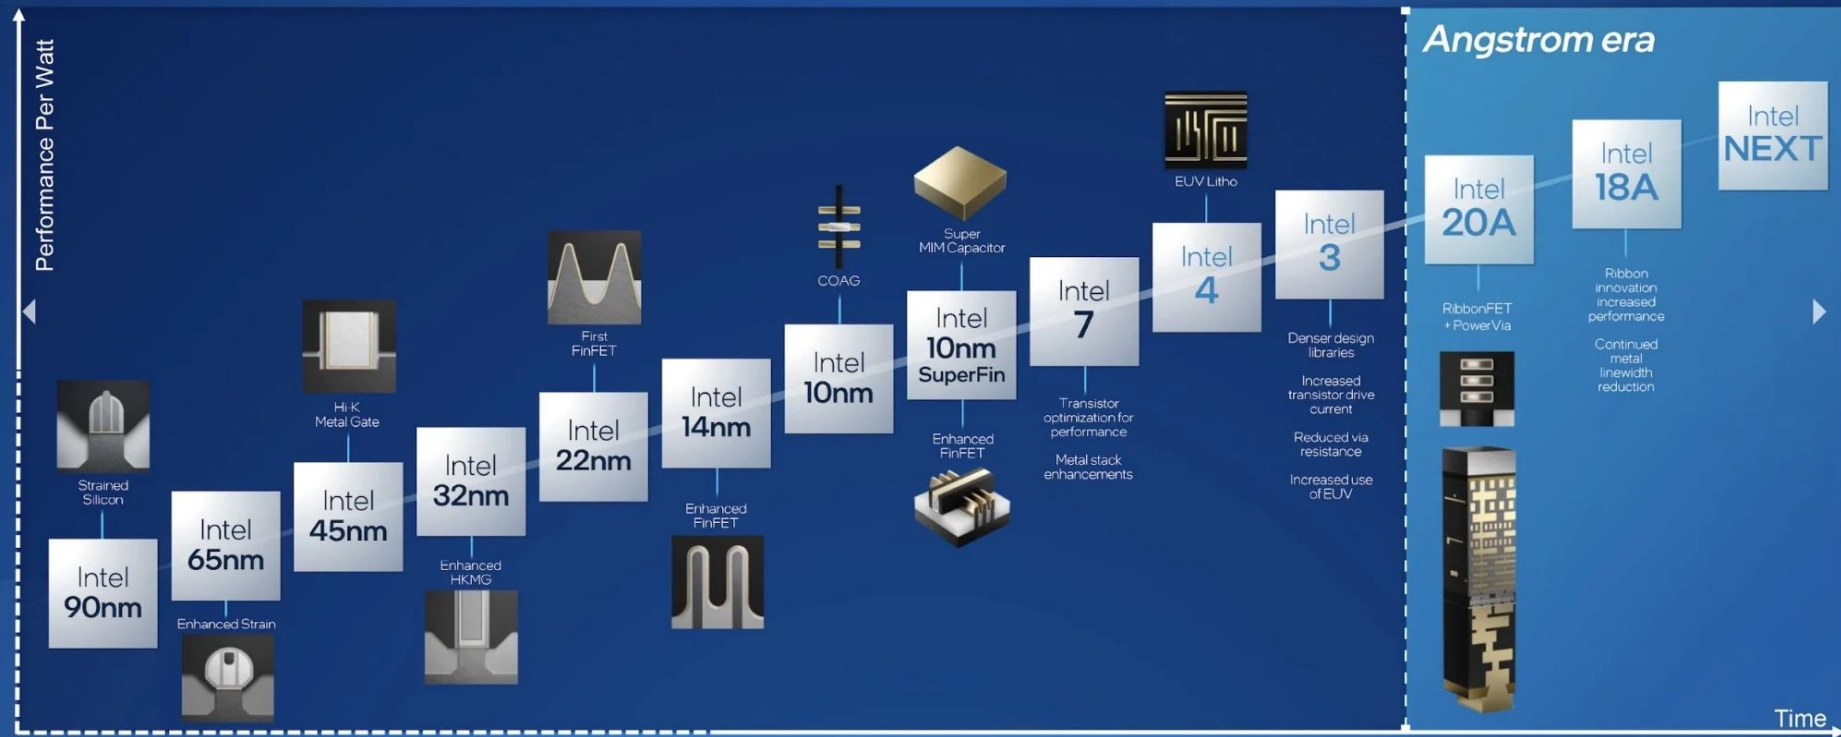 Performance Per Watt
Angstrom era
Strained
Silicon
Intel
90nm
Intel
65nm
Enhanced Strain
Hi-K
Metal Gate
Intel
45nm
Intel
32nm
Enhanced
HKMG
First
FinFET
Intel
22nm
Intel
14nm
Enhanced
FinFET
COAG
Intel
10nm
Super
MIM Capacitor
Intel
10nm
SuperFin
Enhanced
FinFET
Intel
7
Transistor
optimization for
performance
Metal stack
enhancements
EUV Litho
Intel
4
Intel
3
Denser design
libraries
Increased
transistor drive
current
Reduced via
resistance
Increased use
of EUV
Intel
20A
RibbonFET
+ PowerVia
Intel
18A
Ribbon
innovation
increased
performance
Continued
metal
linewidth
reduction
Intel
NEXT
Time